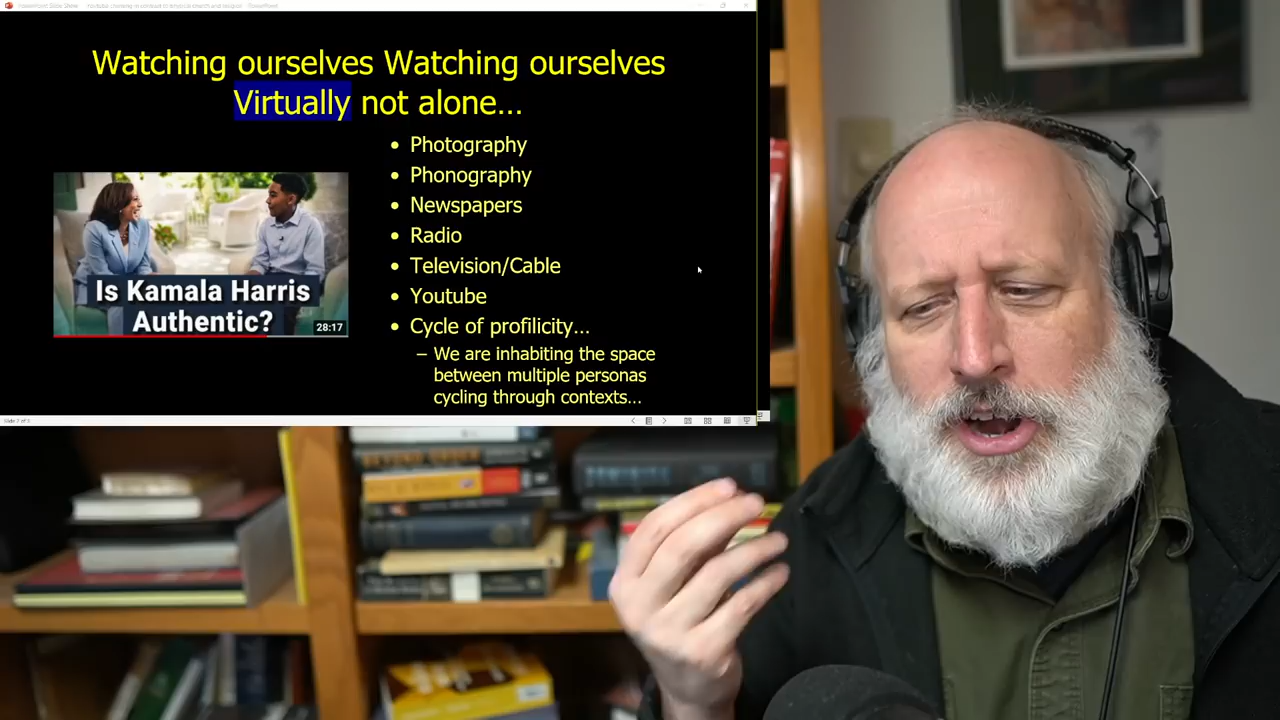 Watching ourselves Watching ourselves
Virtually not alone...
• Photography
• Phonography
• Newspapers
• Radio
• Television/Cable
• Youtube
• Cycle of profilicity...
– We are inhabiting the space
between multiple personas
cycling through contexts...
Is Kamala Harris
Authentic?
28:17